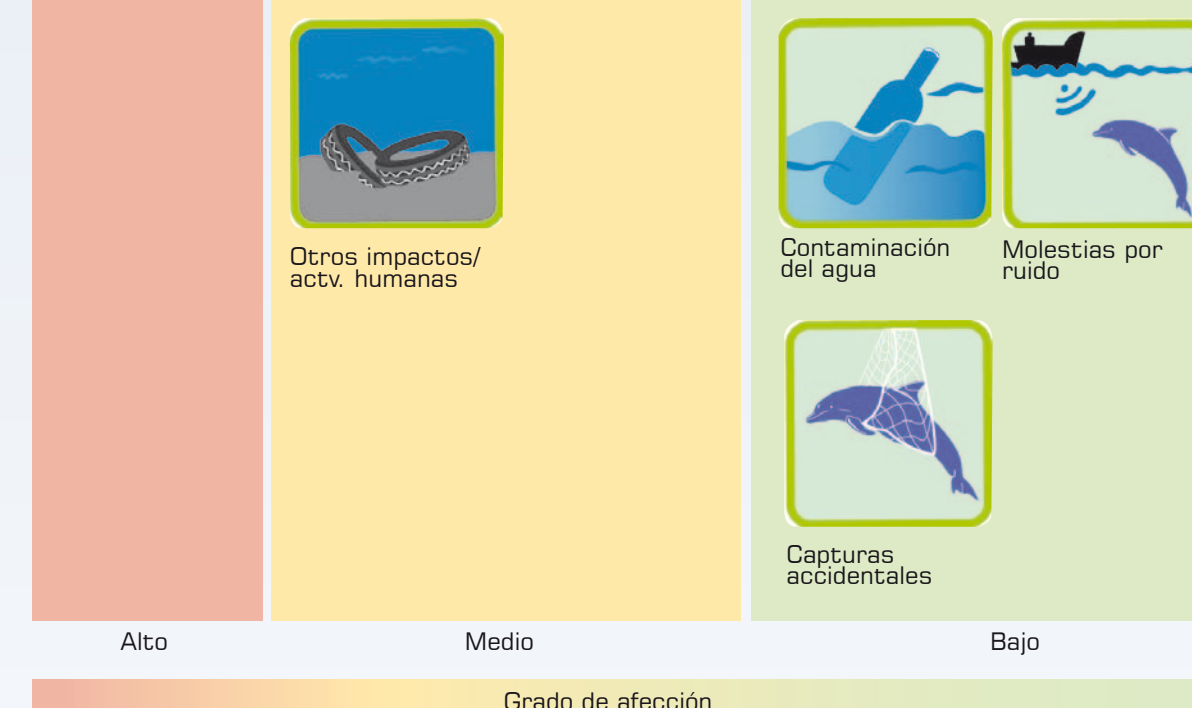 Otros impactos/
actv. humanas
Contaminación
del agua
Molestias por
ruido
Capturas
accidentales
Alto
Medio
Bajo
Grado de afección